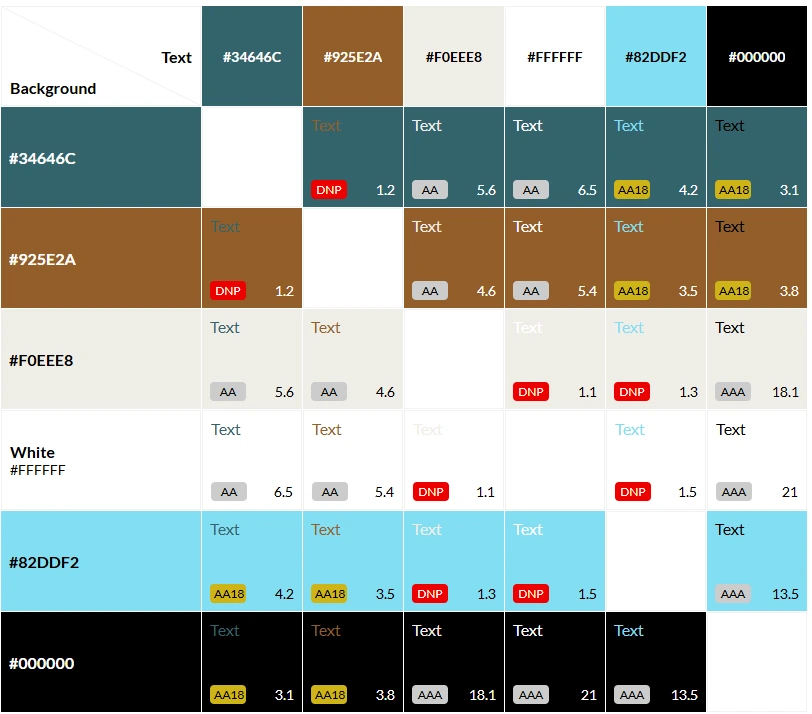 Text
Background
#34646C #925E2A #F0EEE8 #FFFFFF #82DDF2 #000000
#34646C
Text Text Text Text Text
DNP 1.2 AA 5.6 AA 6.5 AA18 4.2 AA18 3.1
#925E2A
Text Text Text Text Text
DNP 1.2 AA 4.6 AA 5.4 AA18 3.5 AA18 3.8
#F0EEE8
Text Text Text Text Text
AA 5.6 AA 4.6 DNP 1.1 DNP 1.3 AAA 18.1
White
#FFFFFF
Text Text Text Text Text
AA 6.5 AA 5.4 DNP 1.1 DNP 1.5 AAA 21
#82DDF2
Text Text Text Text Text
AA18 4.2 AA18 3.5 DNP 1.3 DNP 1.5 AAA 13.5
#000000
Text Text Text Text Text
AA18 3.1 AA18 3.8 AAA 18.1 AAA 21 AAA 13.5